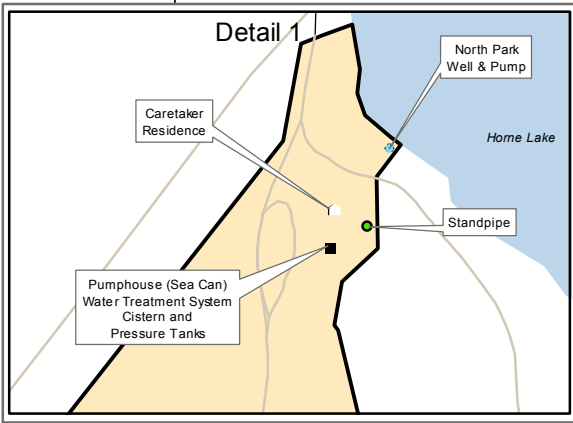 Detail 1
North Park
Well & Pump
Caretaker
Residence
Horne Lake
Standpipe
Pumphouse (Sea Can)
Water Treatment System
Cistern and
Pressure Tanks